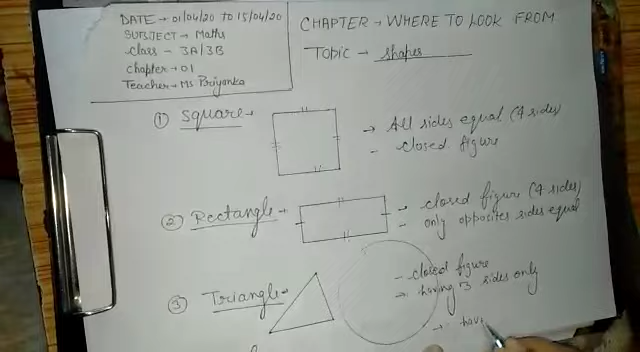 DATE → 01/04/20 TO 15/04/20
SUBJECT → Maths
class - 3A/3B
chapter → 01
Teacher → Ms Priyanka
CHAPTER → WHERE TO LOOK FROM
TOPIC → shapes
① Square →
→ All sides equal (4 sides)
- closed figure
② Rectangle →
→ closed figure (4 sides)
- only opposites sides equal
③ Triangle →
- closed figure
→ having 3 sides only
→ hav